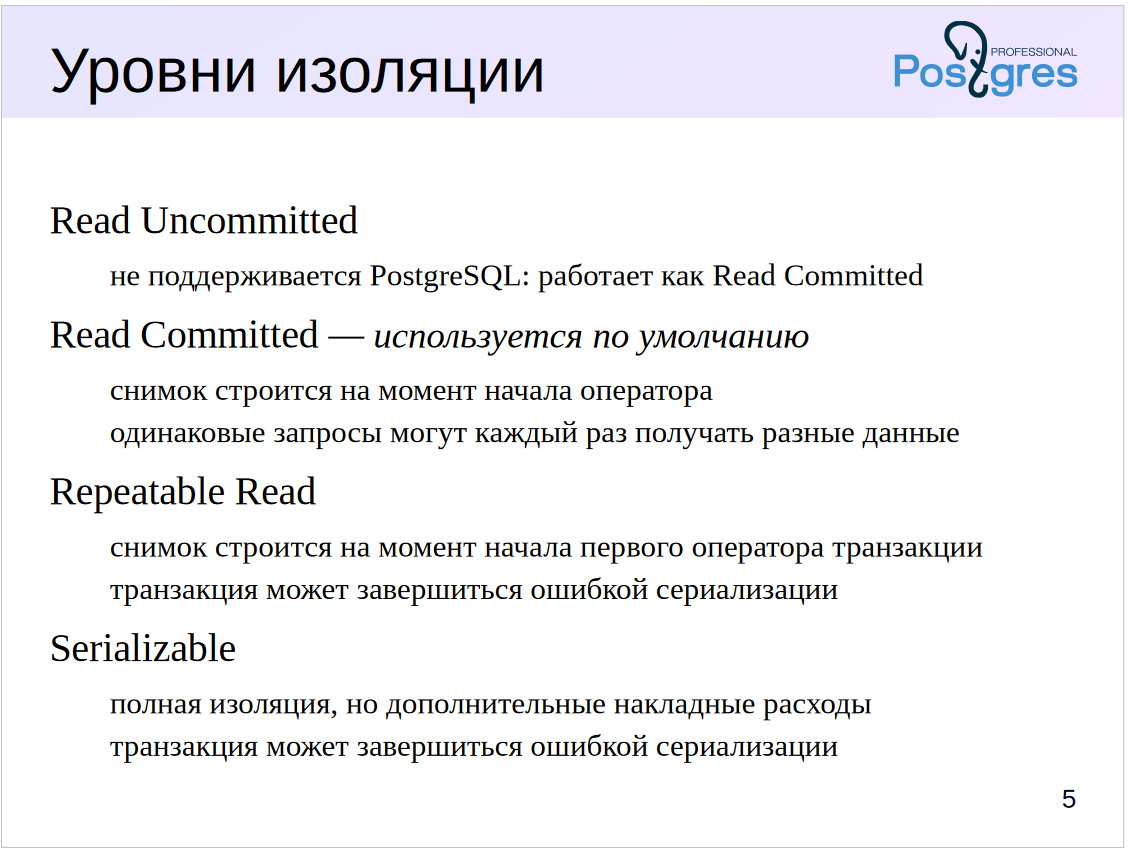 Уровни изоляции
PROFESSIONAL
Postgres
Read Uncommitted
не поддерживается PostgreSQL: работает как Read Committed
Read Committed — используется по умолчанию
снимок строится на момент начала оператора
одинаковые запросы могут каждый раз получать разные данные
Repeatable Read
снимок строится на момент начала первого оператора транзакции
транзакция может завершиться ошибкой сериализации
Serializable
полная изоляция, но дополнительные накладные расходы
транзакция может завершиться ошибкой сериализации
5